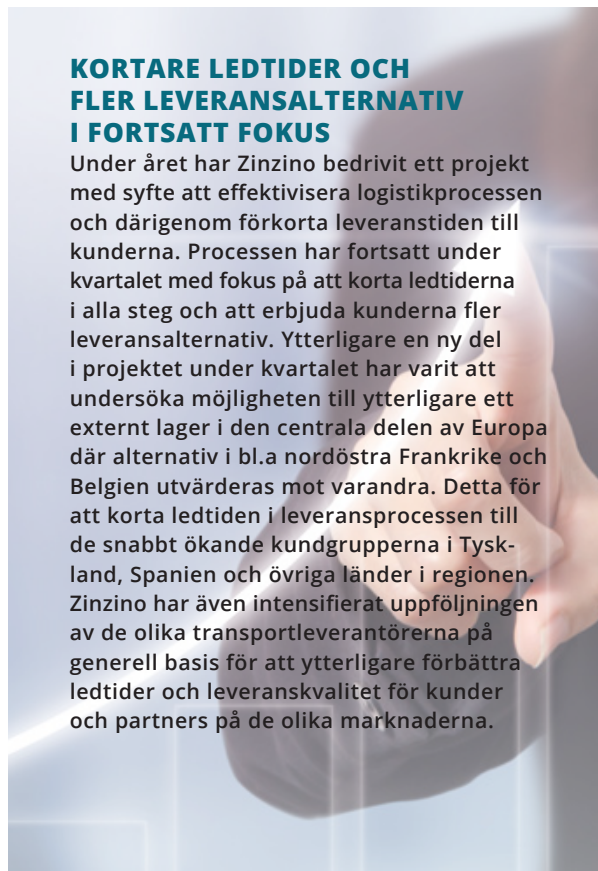 KORTARE LEDTIDER OCH
FLER LEVERANSALTERNATIV
I FORTSATT FOKUS
Under året har Zinzino bedrivit ett projekt
med syfte att effektivisera logistikprocessen
och därigenom förkorta leveranstiden till
kunderna. Processen har fortsatt under
kvartalet med fokus på att korta ledtiderna
i alla steg och att erbjuda kunderna fler
leveransalternativ. Ytterligare en ny del
i projektet under kvartalet har varit att
undersöka möjligheten till ytterligare ett
externt lager i den centrala delen av Europa
där alternativ i bl.a nordöstra Frankrike och
Belgien utvärderas mot varandra. Detta för
att korta ledtiden i leveransprocessen till
de snabbt ökande kundgrupperna i Tysk-
land, Spanien och övriga länder i regionen.
Zinzino har även intensifierat uppföljningen
av de olika transportleverantörerna på
generell basis för att ytterligare förbättra
ledtider och leveranskvalitet för kunder
och partners på de olika marknaderna.